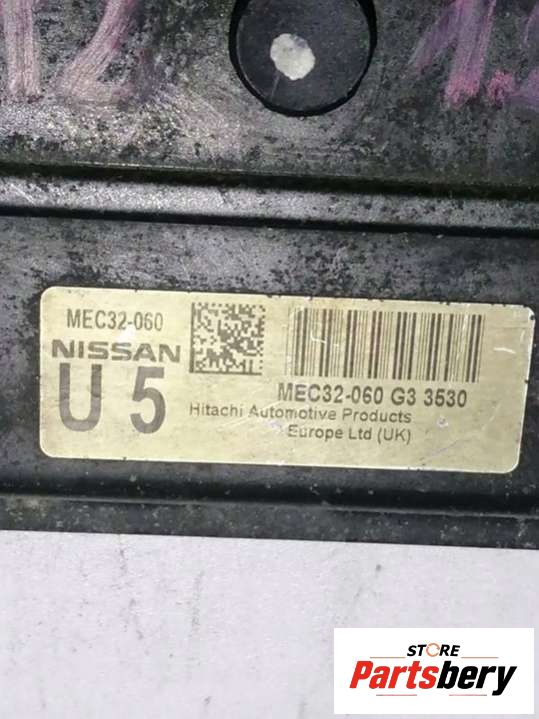 MEC32-060
NISSAN
U 5
MEC32-060 G3 3530
Hitachi Automotive Products
Europe Ltd (UK)
STORE
Partsbery